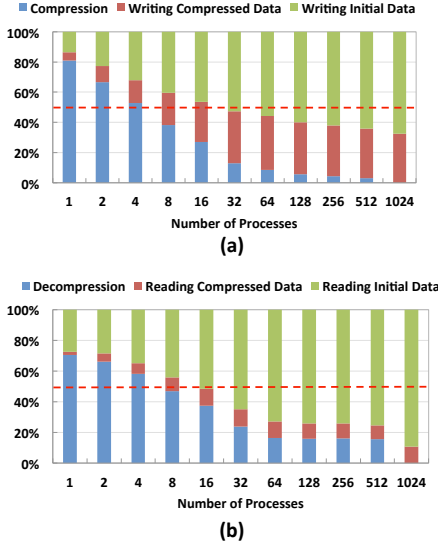 Compression Writing Compressed Data Writing Initial Data
100%
80%
60%
40%
20%
0%
1 2 4 8 16 32 64 128 256 512 1024
Number of Processes
(a)
Decompression Reading Compressed Data Reading Initial Data
100%
80%
60%
40%
20%
0%
1 2 4 8 16 32 64 128 256 512 1024
Number of Processes
(b)